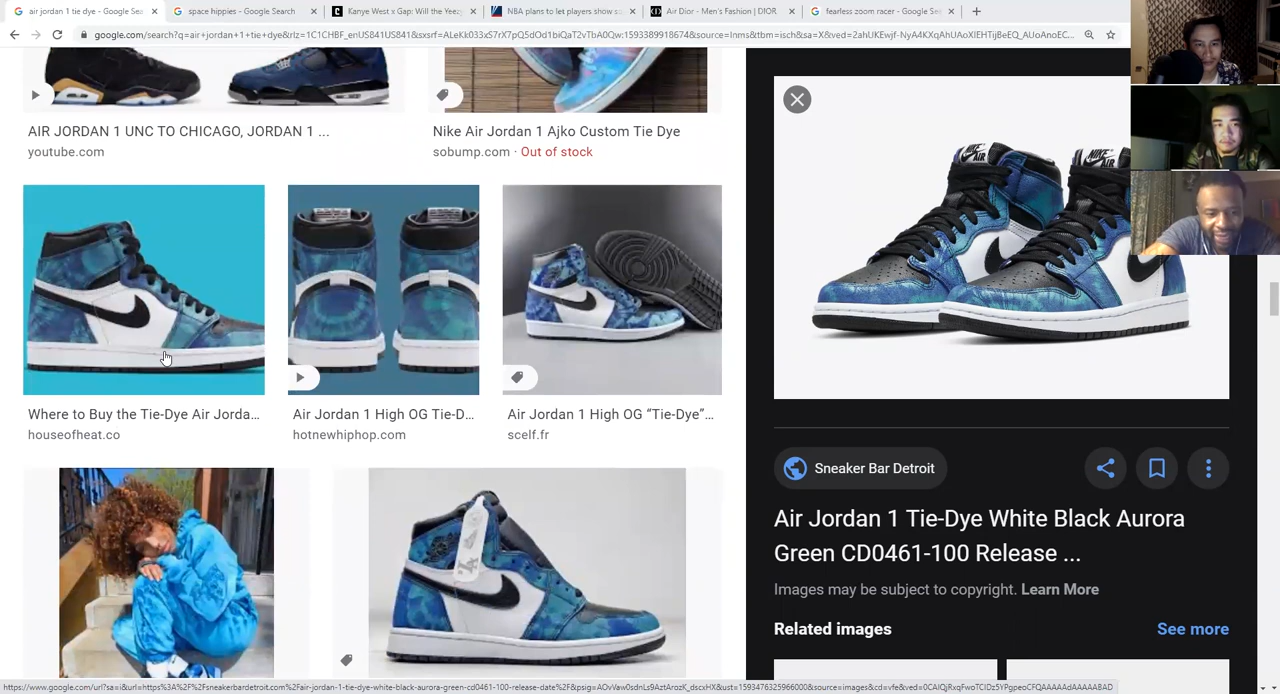 air jordan 1 tie dye - Google Sea
space hippies - Google Search
Kanye West x Gap: Will the Yeezy
NBA plans to let players show s
Air Dior - Men's Fashion | DIOR
fearless zoom racer - Google Se
AIR JORDAN 1 UNC TO CHICAGO, JORDAN 1 ...
youtube.com
Nike Air Jordan 1 Ajko Custom Tie Dye
sobump.com · Out of stock
Where to Buy the Tie-Dye Air Jorda...
houseofheat.co
Air Jordan 1 High OG Tie-D...
hotnewhiphop.com
Air Jordan 1 High OG “Tie-Dye”...
scelf.fr
NIKE
AIR
Sneaker Bar Detroit
Air Jordan 1 Tie-Dye White Black Aurora
Green CD0461-100 Release ...
Images may be subject to copyright. Learn More
Related images
See more